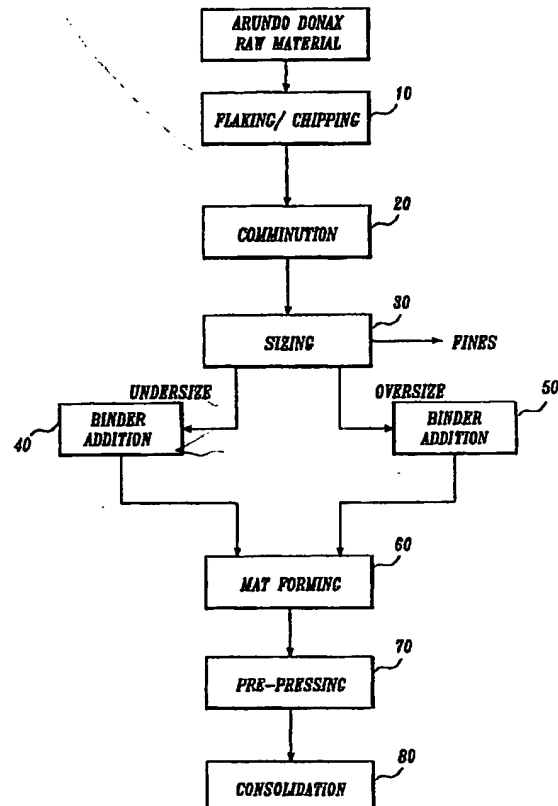 ARUNDO DONAX
RAW MATERIAL
10
FLAKING/ CHIPPING
20
COMMINUTION
30
SIZING
FINES
UNDERSIZE
OVERSIZE
50
BINDER
ADDITION
40
BINDER
ADDITION
60
MAT FORMING
70
PRE-PRESSING
80
CONSOLIDATION